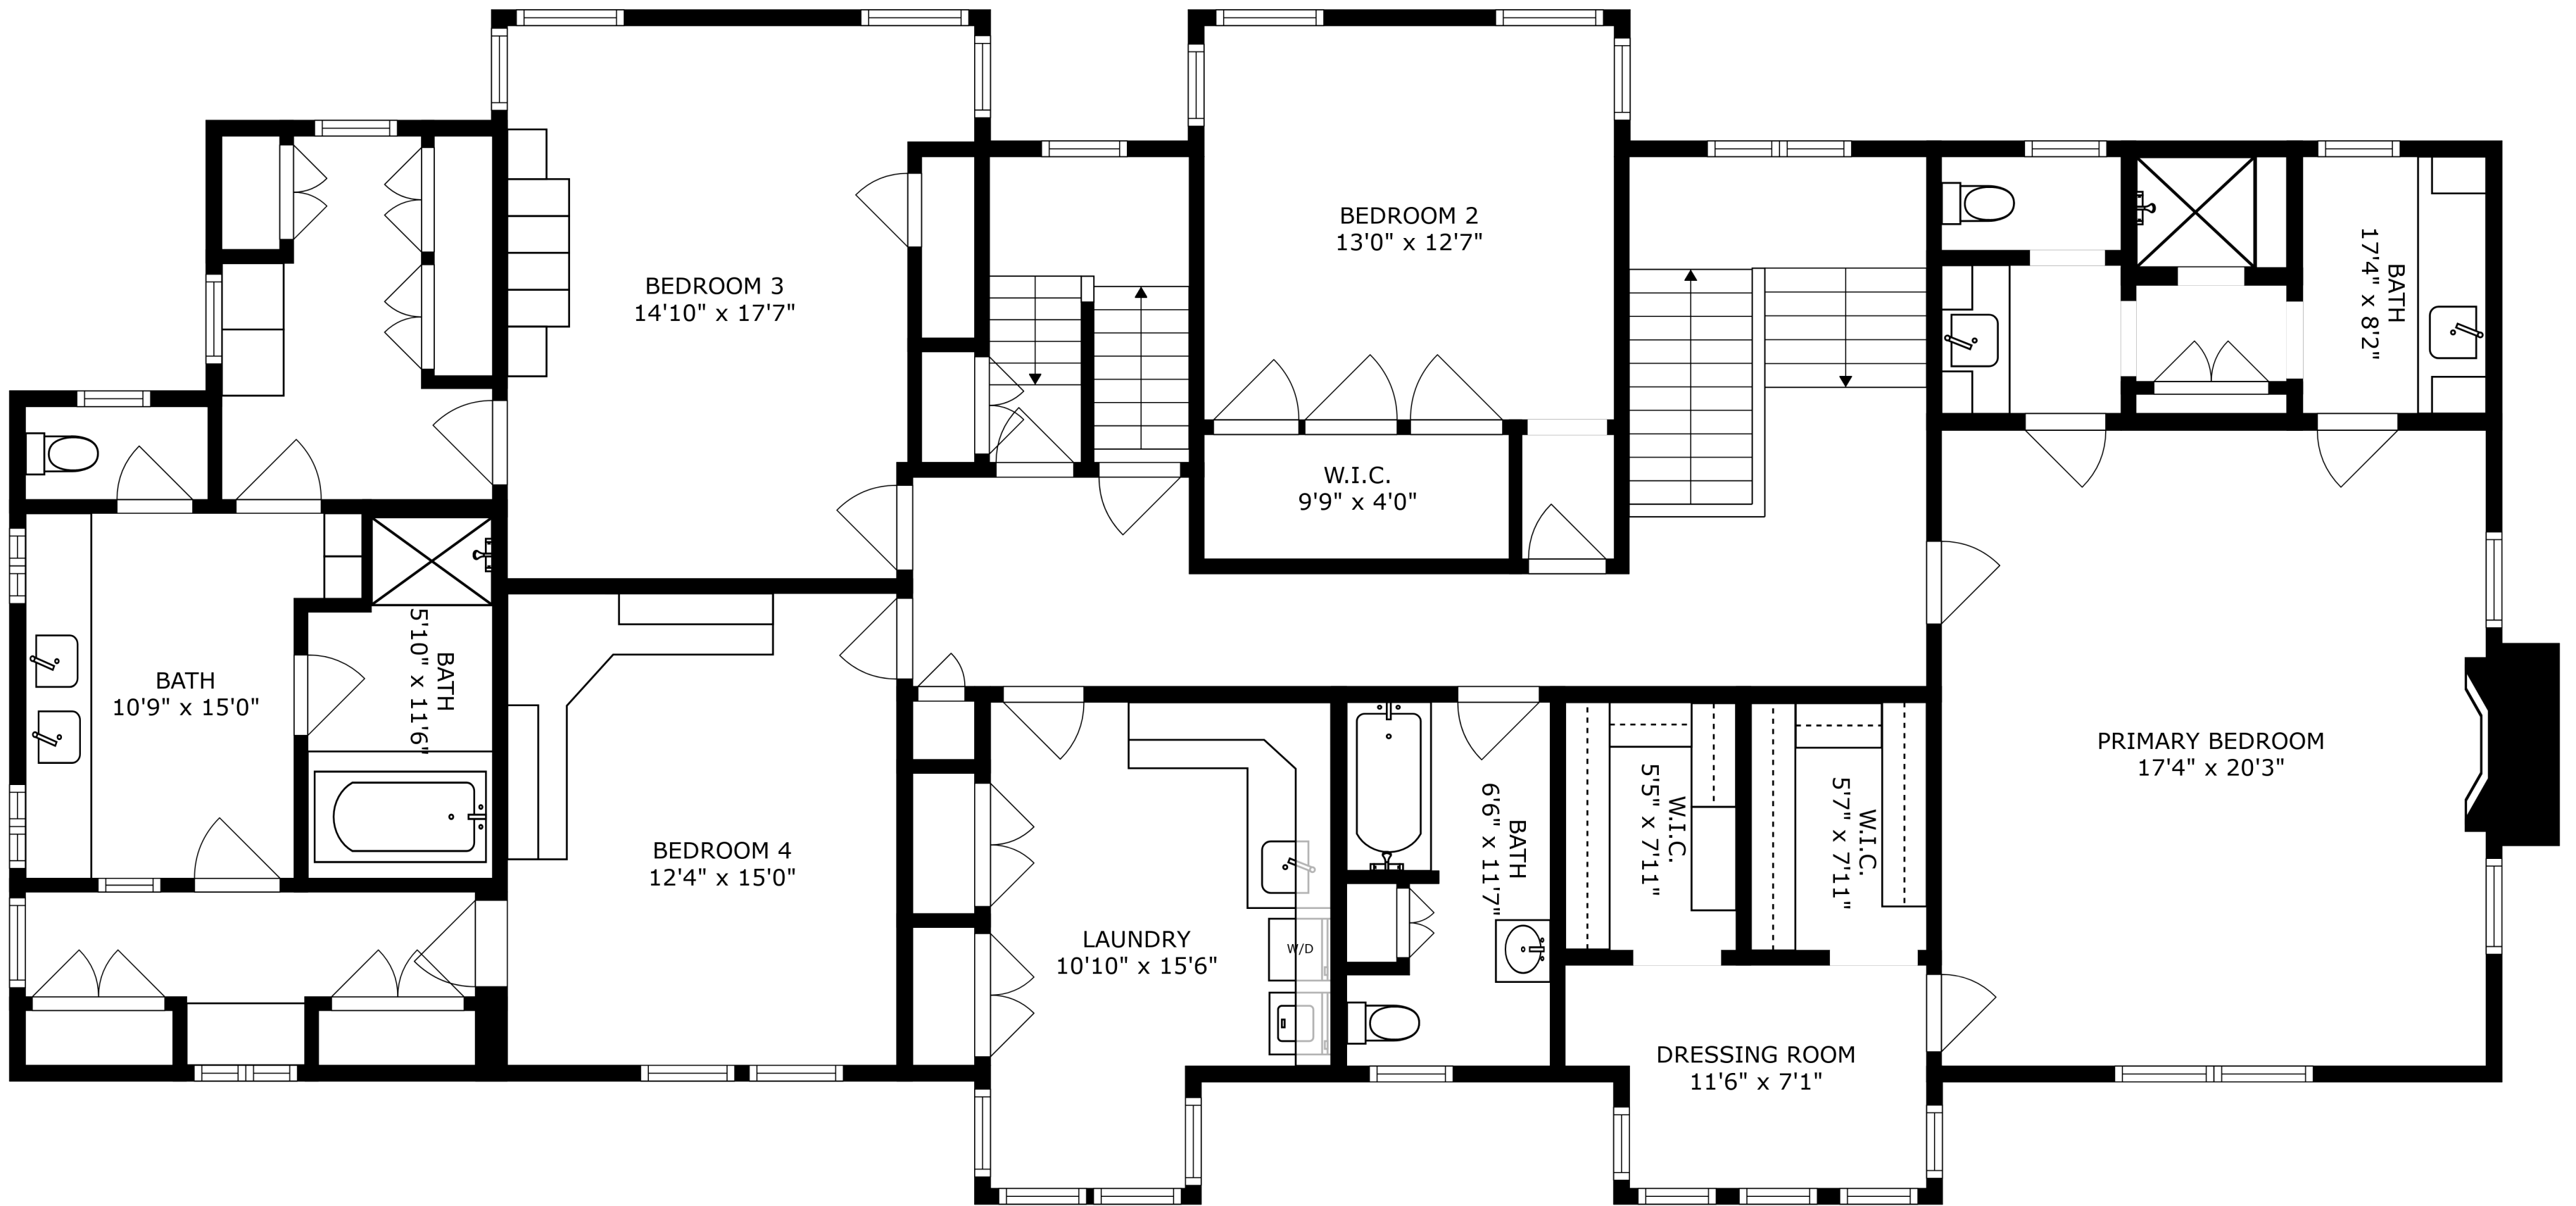 BEDROOM 2
13'0" x 12'7"
BEDROOM 3
14'10" x 17'7"
BATH
17'4" x 8'2"
W.I.C.
9'9" x 4'0"
BATH
10'9" x 15'0"
BATH
5'10" x 11'6"
PRIMARY BEDROOM
17'4" x 20'3"
BEDROOM 4
12'4" x 15'0"
BATH
6'6" x 11'7"
W.I.C.
5'5" x 7'11"
W.I.C.
5'7" x 7'11"
LAUNDRY
10'10" x 15'6"
W/D
DRESSING ROOM
11'6" x 7'1"